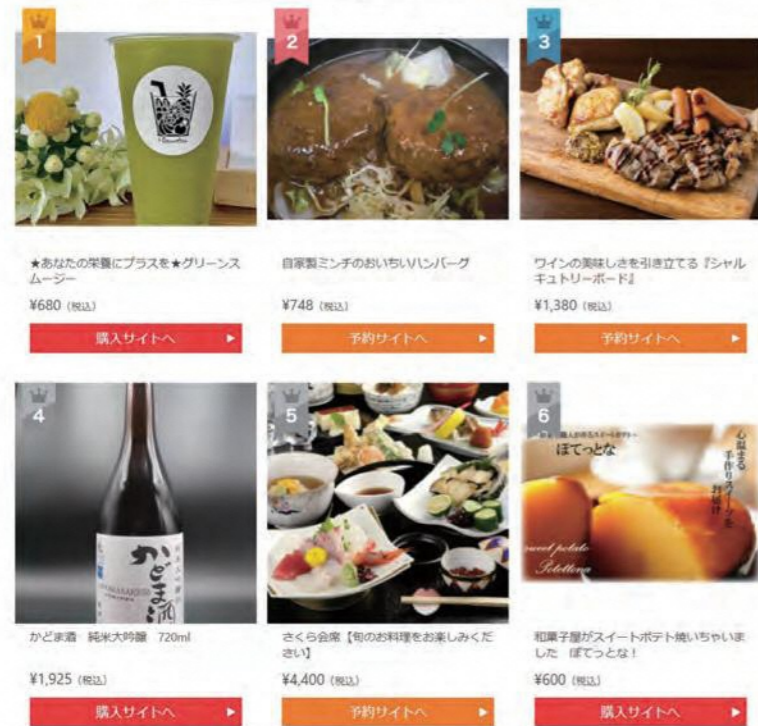 1
2
3
★あなたの栄養にプラスを★グリーンス
ムージー
¥680（税込）
購入サイトへ
自家製ミンチのおいちいハンバーグ
¥748（税込）
予約サイトへ
ワインの美味しさを引き立てる『シャル
キュトリーボード』
¥1,380（税込）
予約サイトへ
4
5
6
かどま酒
ぽてっとな
心温まる
手作りスイーツを
お届け
sweet potato
Potettona
かどま酒　純米大吟醸　720ml
¥1,925（税込）
購入サイトへ
さくら会席【旬のお料理をお楽しみくだ
さい】
¥4,400（税込）
予約サイトへ
和菓子屋がスイートポテト焼いちゃいま
した　ぽてっとな！
¥600（税込）
購入サイトへ